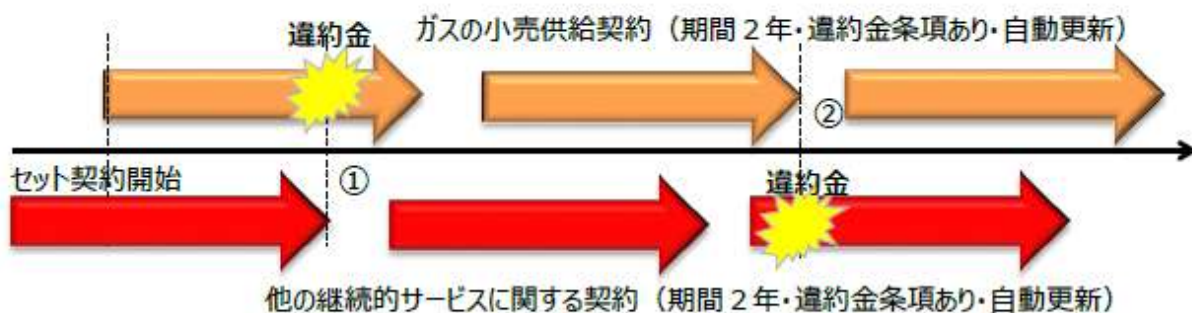 違約金
ガスの小売供給契約（期間２年・違約金条項あり・自動更新）
②
セット契約開始
①
違約金
他の継続的サービスに関する契約（期間２年・違約金条項あり・自動更新）